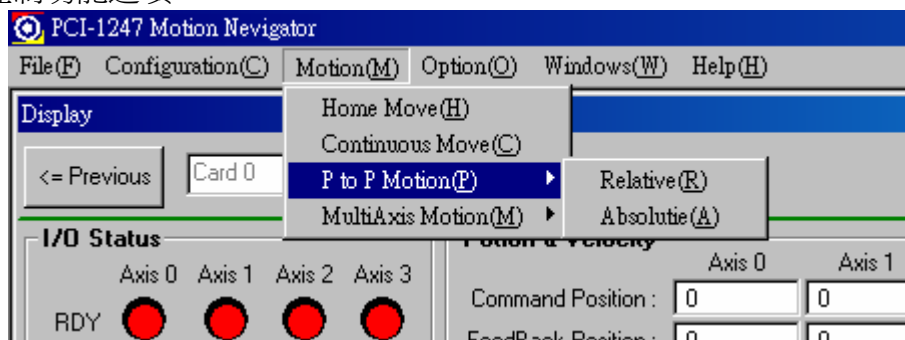 PCI-1247 Motion Nevigator
File(F) Configuration(C) Motion(M) Option(O) Windows(W) Help(H)
Display
Home Move(H)
Continuous Move(C)
<= Previous Card 0
P to P Motion(P) Relative(R)
MultiAxis Motion(M) Absolutie(A)
I/O Status
Axis 0 Axis 1 Axis 2 Axis 3
Axis 0 Axis 1
Command Position : 0 0
RDY